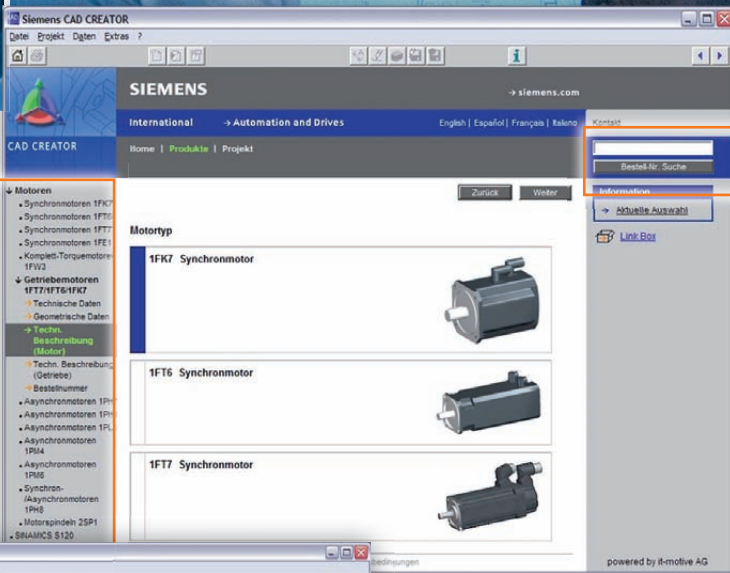 Siemens CAD CREATOR
Datei Projekt Daten Extras ?
SIEMENS
→ siemens.com
International → Automation and Drives English | Español | Français | Italano
Kontakt
CAD CREATOR
Home | Produkte | Projekt
Bestell-Nr. Suche
Information
→ Aktuelle Auswahl
Link Box
Motoren
Synchronmotoren 1FK7
Synchronmotoren 1FT6
Synchronmotoren 1FT7
Synchronmotoren 1FE1
Komplett-Torquemotoren
1FW3
Getriebemotoren
1FT7/1FT6/1FK7
→ Technische Daten
→ Geometrische Daten
→ Techn.
Beschreibung
(Motor)
→ Techn. Beschreibung
(Getriebe)
→ Bestellnummer
Asynchronmotoren 1PH
Asynchronmotoren 1PH
Asynchronmotoren 1PL
Asynchronmotoren
1PM4
Asynchronmotoren
1PM6
Synchron-
/Asynchronmotoren
1PH8
Motorspindeln 2SP1
SINAMICS S120
Zurück Weiter
Motortyp
1FK7 Synchronmotor
1FT6 Synchronmotor
1FT7 Synchronmotor
bedingungen
powered by it-motive AG